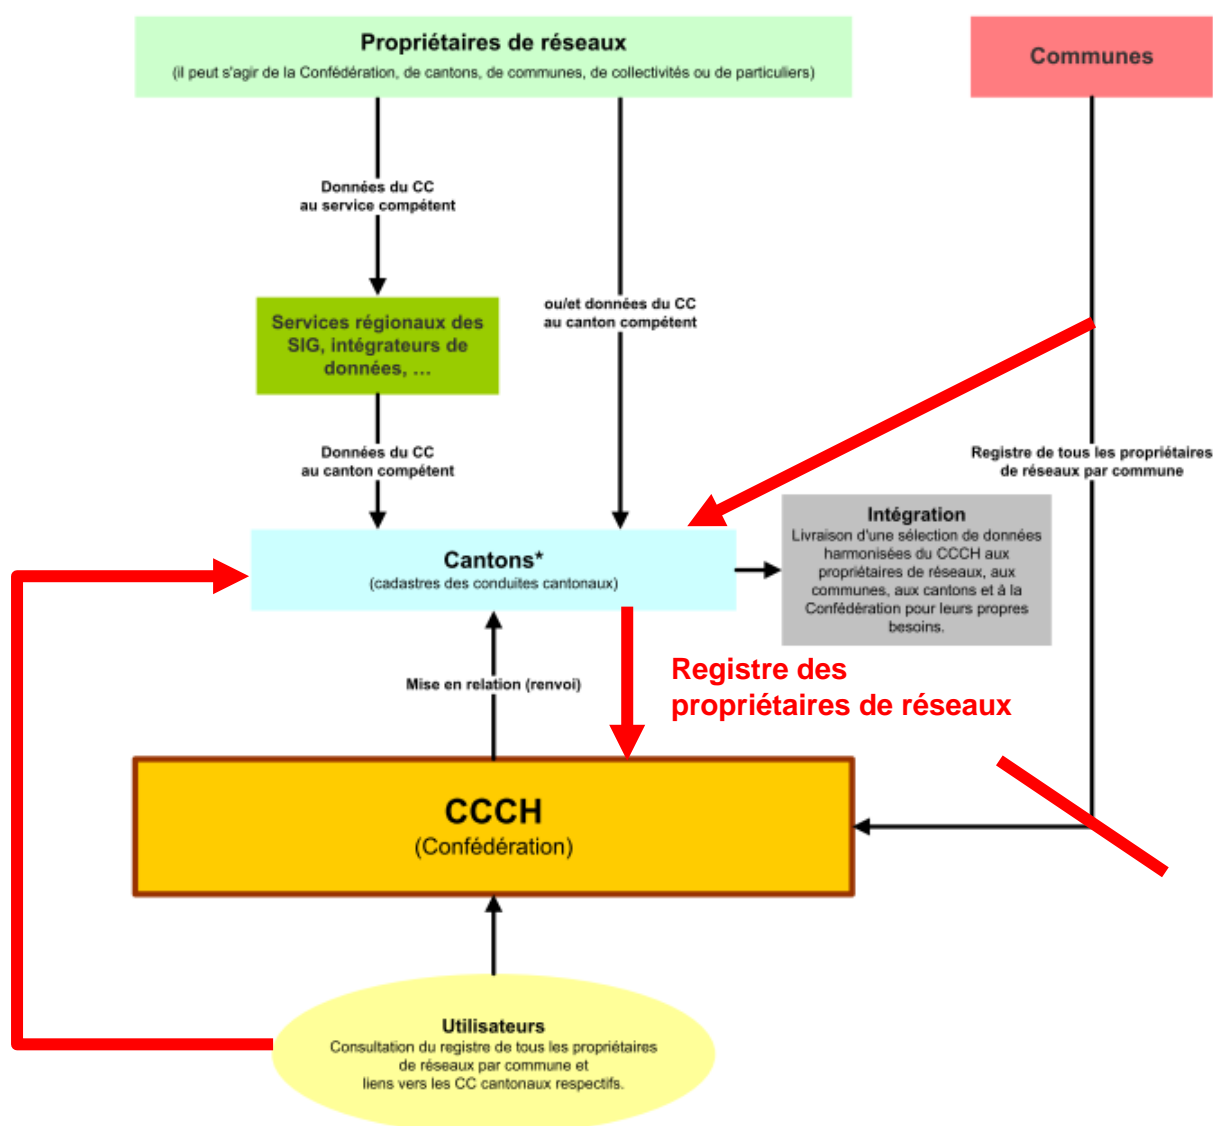 Propriétaires de réseaux
(il peut s'agir de la Confédération, de cantons, de communes, de collectivités ou de particuliers)
Communes
Données du CC
au service compétent
ou/et données du CC
au canton compétent
Services régionaux des
SIG, intégrateurs de
données, ...
Données du CC
au canton compétent
Registre de tous les propriétaires
de réseaux par commune
Cantons*
(cadastres des conduites cantonaux)
Intégration
Livraison d'une sélection de données
harmonisées du CCCH aux
propriétaires de réseaux, aux
communes, aux cantons et à la
Confédération pour leurs propres
besoins.
Mise en relation (renvoi)
Registre des
propriétaires de réseaux
CCCH
(Confédération)
Utilisateurs
Consultation du registre de tous les propriétaires
de réseaux par commune et
liens vers les CC cantonaux respectifs.